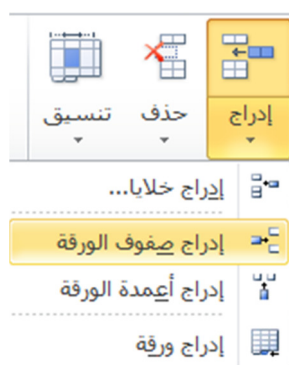 إدراج حذف تنسيق
إدراج خلايا...
إدراج صفوف الورقة
إدراج أعمدة الورقة
إدراج ورقة